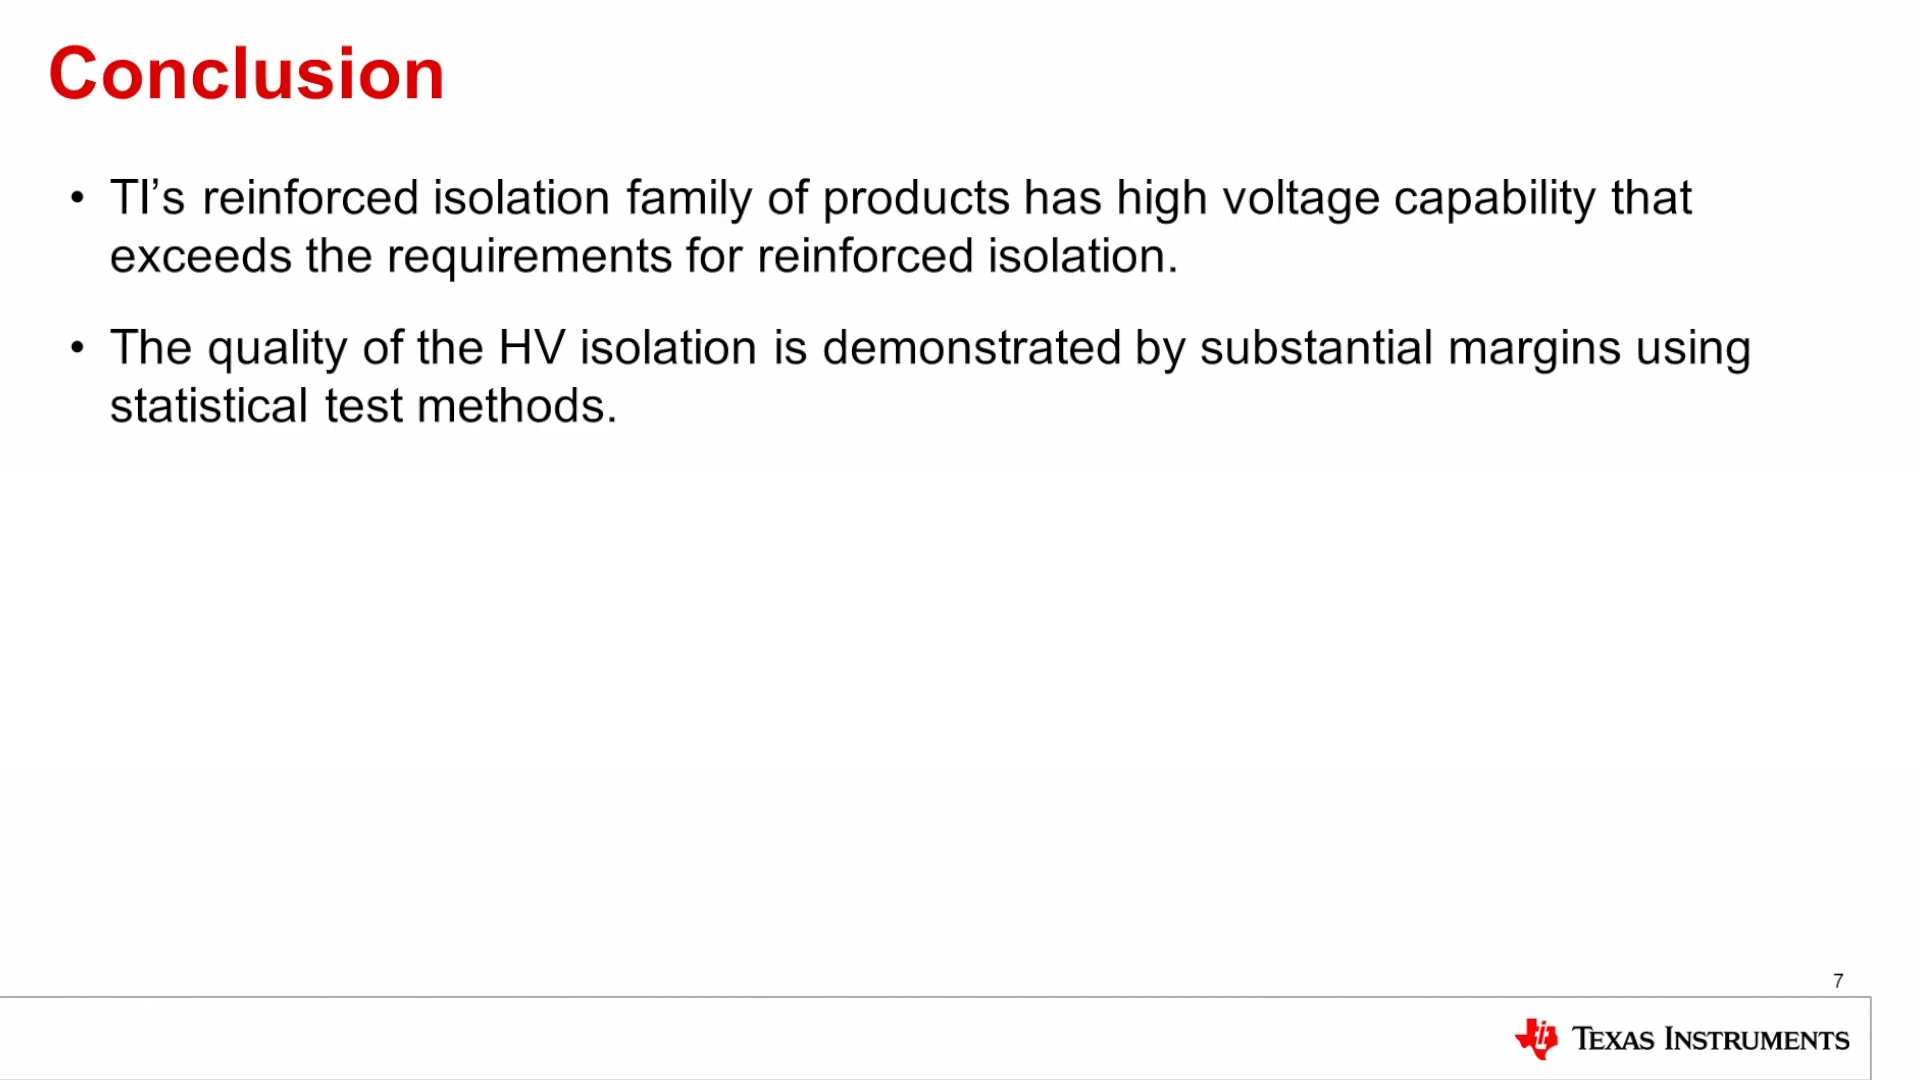 Conclusion
• TI’s reinforced isolation family of products has high voltage capability that
exceeds the requirements for reinforced isolation.
• The quality of the HV isolation is demonstrated by substantial margins using
statistical test methods.
7
TEXAS INSTRUMENTS